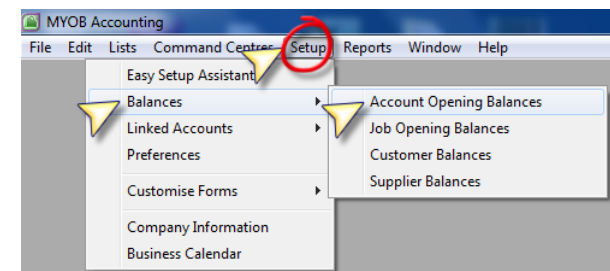 MYOB Accounting
File Edit Lists Command Centres Setup Reports Window Help
Easy Setup Assistant
Balances
Linked Accounts
Preferences
Customise Forms
Company Information
Business Calendar
Account Opening Balances
Job Opening Balances
Customer Balances
Supplier Balances